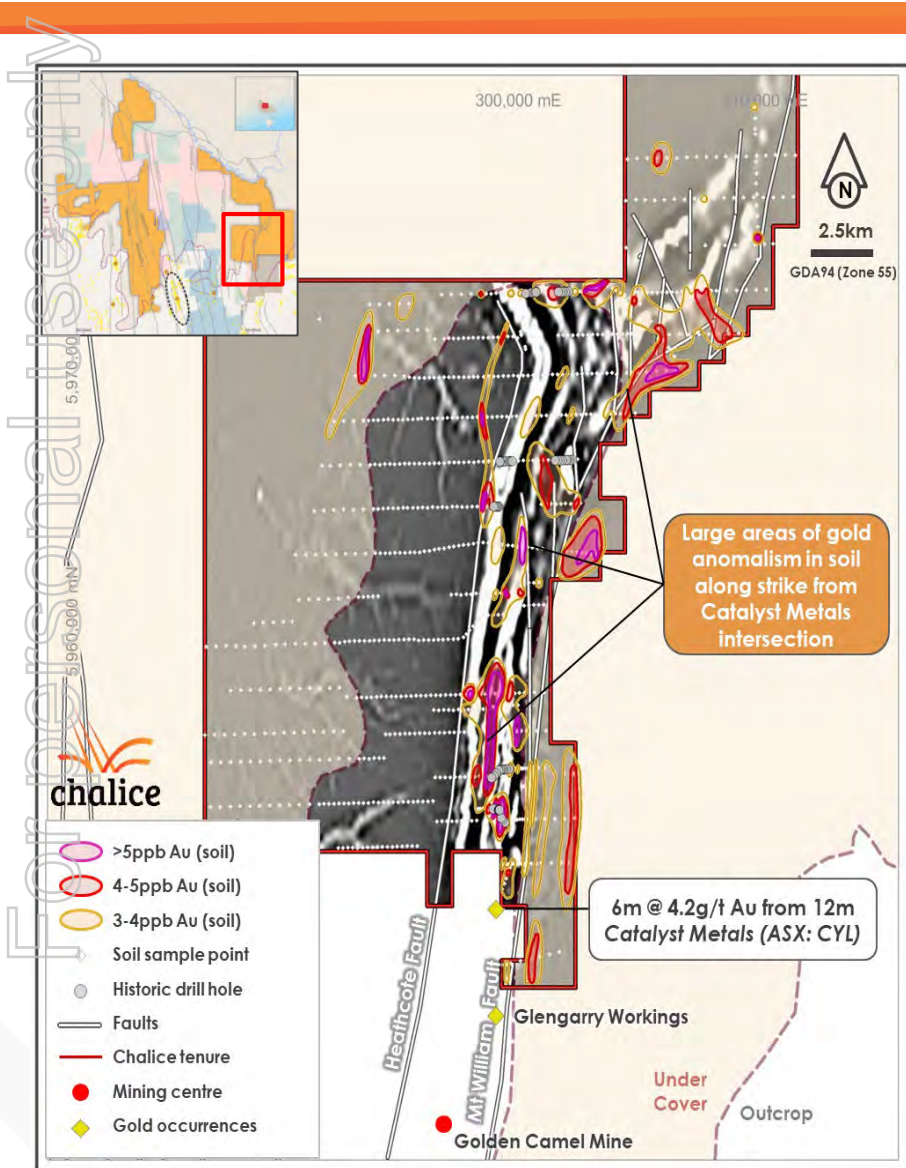 For personal use only
300,000 mE
N
2.5km
GDA94 (Zone 55)
5,970,00
5,960,000 mN
Large areas of gold
anomalism in soil
along strike from
Catalyst Metals
intersection
chalice
>5ppb Au (soil)
4-5ppb Au (soil)
3-4ppb Au (soil)
Soil sample point
Historic drill hole
Faults
Chalice tenure
Mining centre
Gold occurrences
6m @ 4.2g/t Au from 12m
Catalyst Metals (ASX: CYL)
Heathcote Fault
Mt William Fault
Glengarry Workings
Under
Cover
Outcrop
Golden Camel Mine